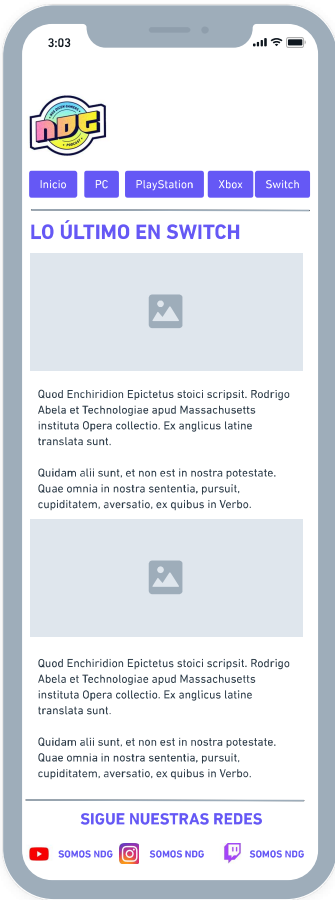 3:03
NDG
PODCAST
Inicio
PC
PlayStation
Xbox
Switch
LO ÚLTIMO EN SWITCH
Quod Enchiridion Epictetus stoici scripsit. Rodrigo
Abela et Technologiae apud Massachusetts
instituta Opera collectio. Ex anglicus latine
translata sunt.
Quidam alii sunt, et non est in nostra potestate.
Quae omnia in nostra sententia, pursuit,
cupiditatem, aversatio, ex quibus in Verbo.
Quod Enchiridion Epictetus stoici scripsit. Rodrigo
Abela et Technologiae apud Massachusetts
instituta Opera collectio. Ex anglicus latine
translata sunt.
Quidam alii sunt, et non est in nostra potestate.
Quae omnia in nostra sententia, pursuit,
cupiditatem, aversatio, ex quibus in Verbo.
SIGUE NUESTRAS REDES
SOMOS NDG
SOMOS NDG
SOMOS NDG